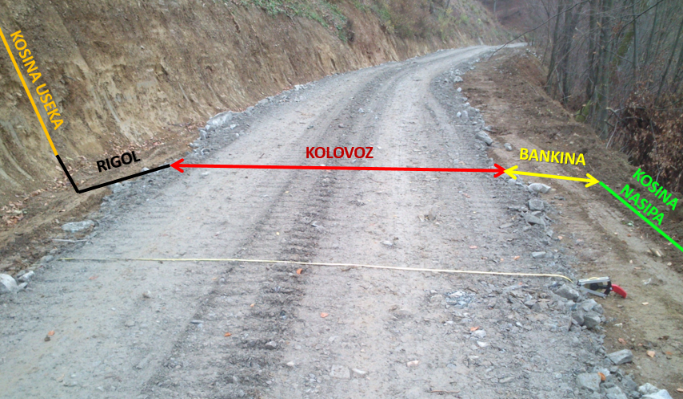 KOSINA USEKA
RIGOL
KOLOVOZ
BANKINA
KOSINA
NASIPA